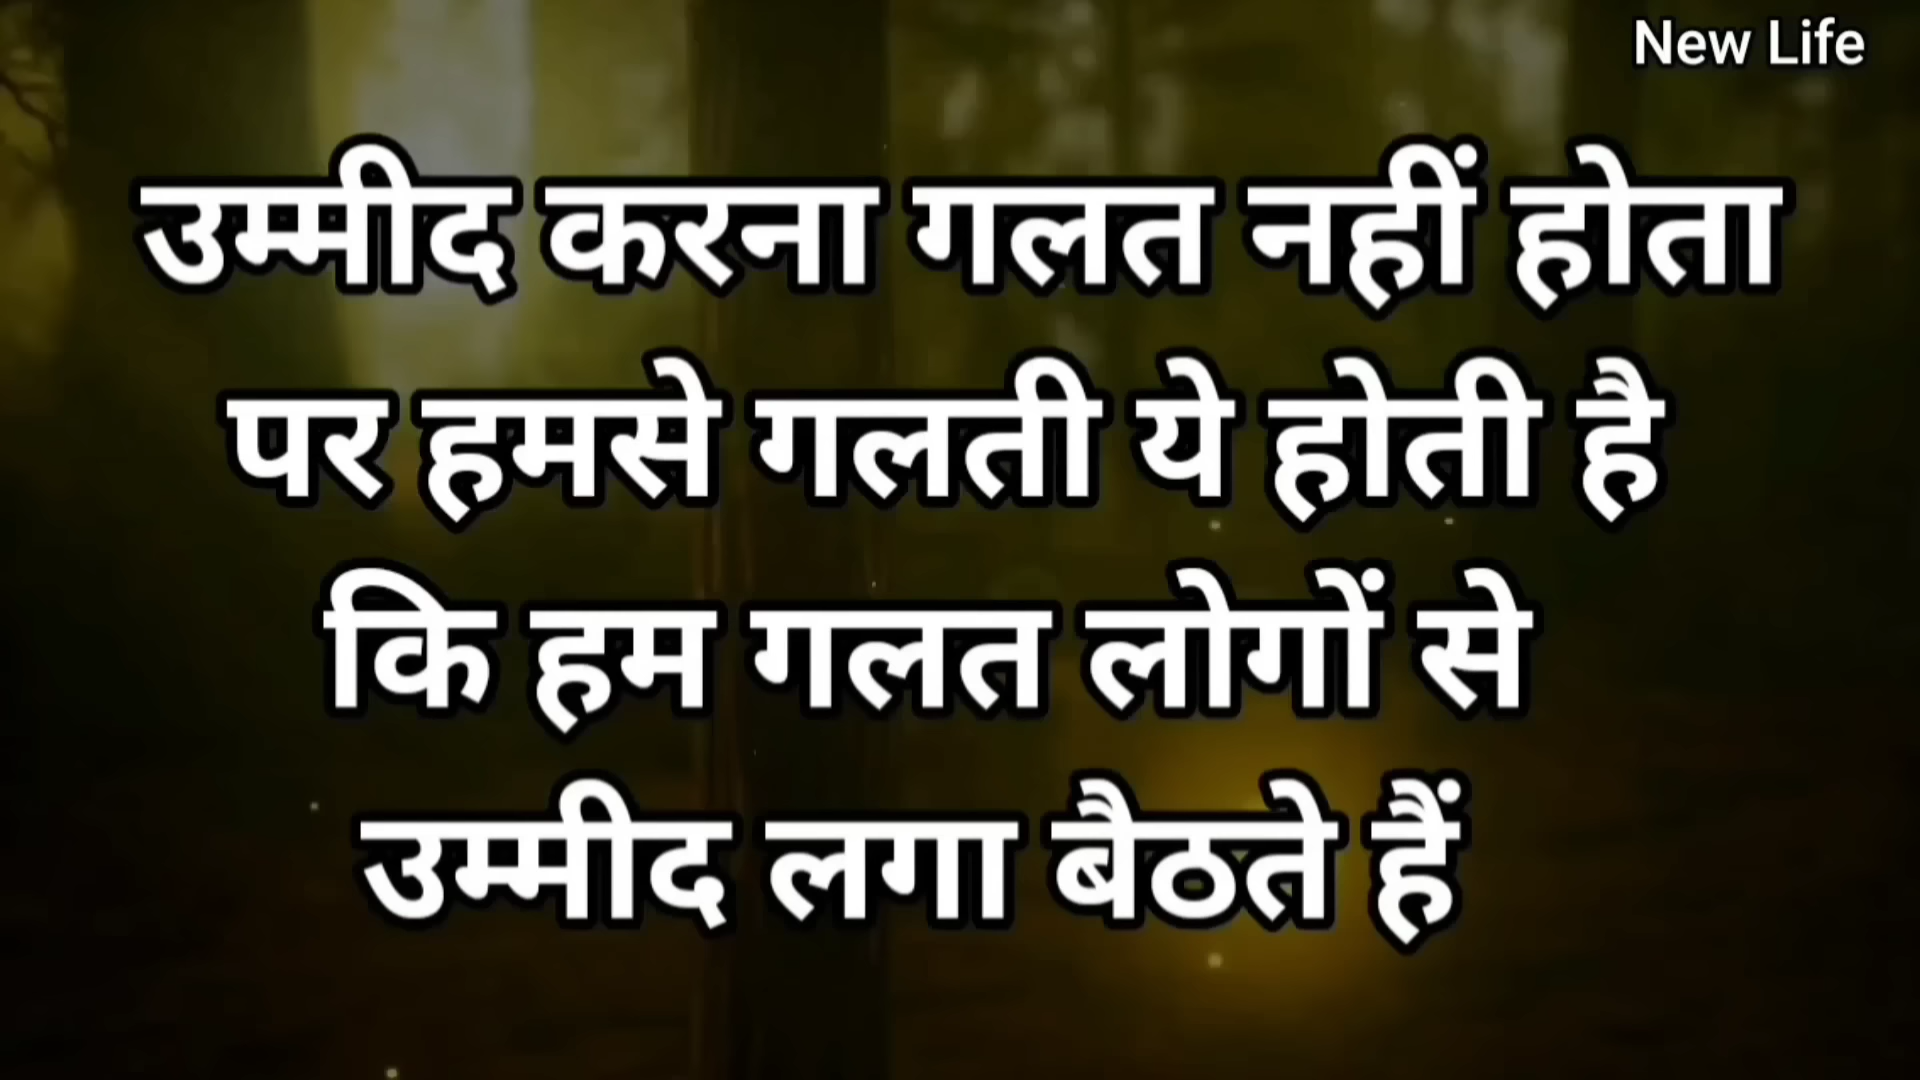 New Life
उम्मीद करना गलत नहीं होता
पर हमसे गलती ये होती है
कि हम गलत लोगों से
उम्मीद लगा बैठते हैं